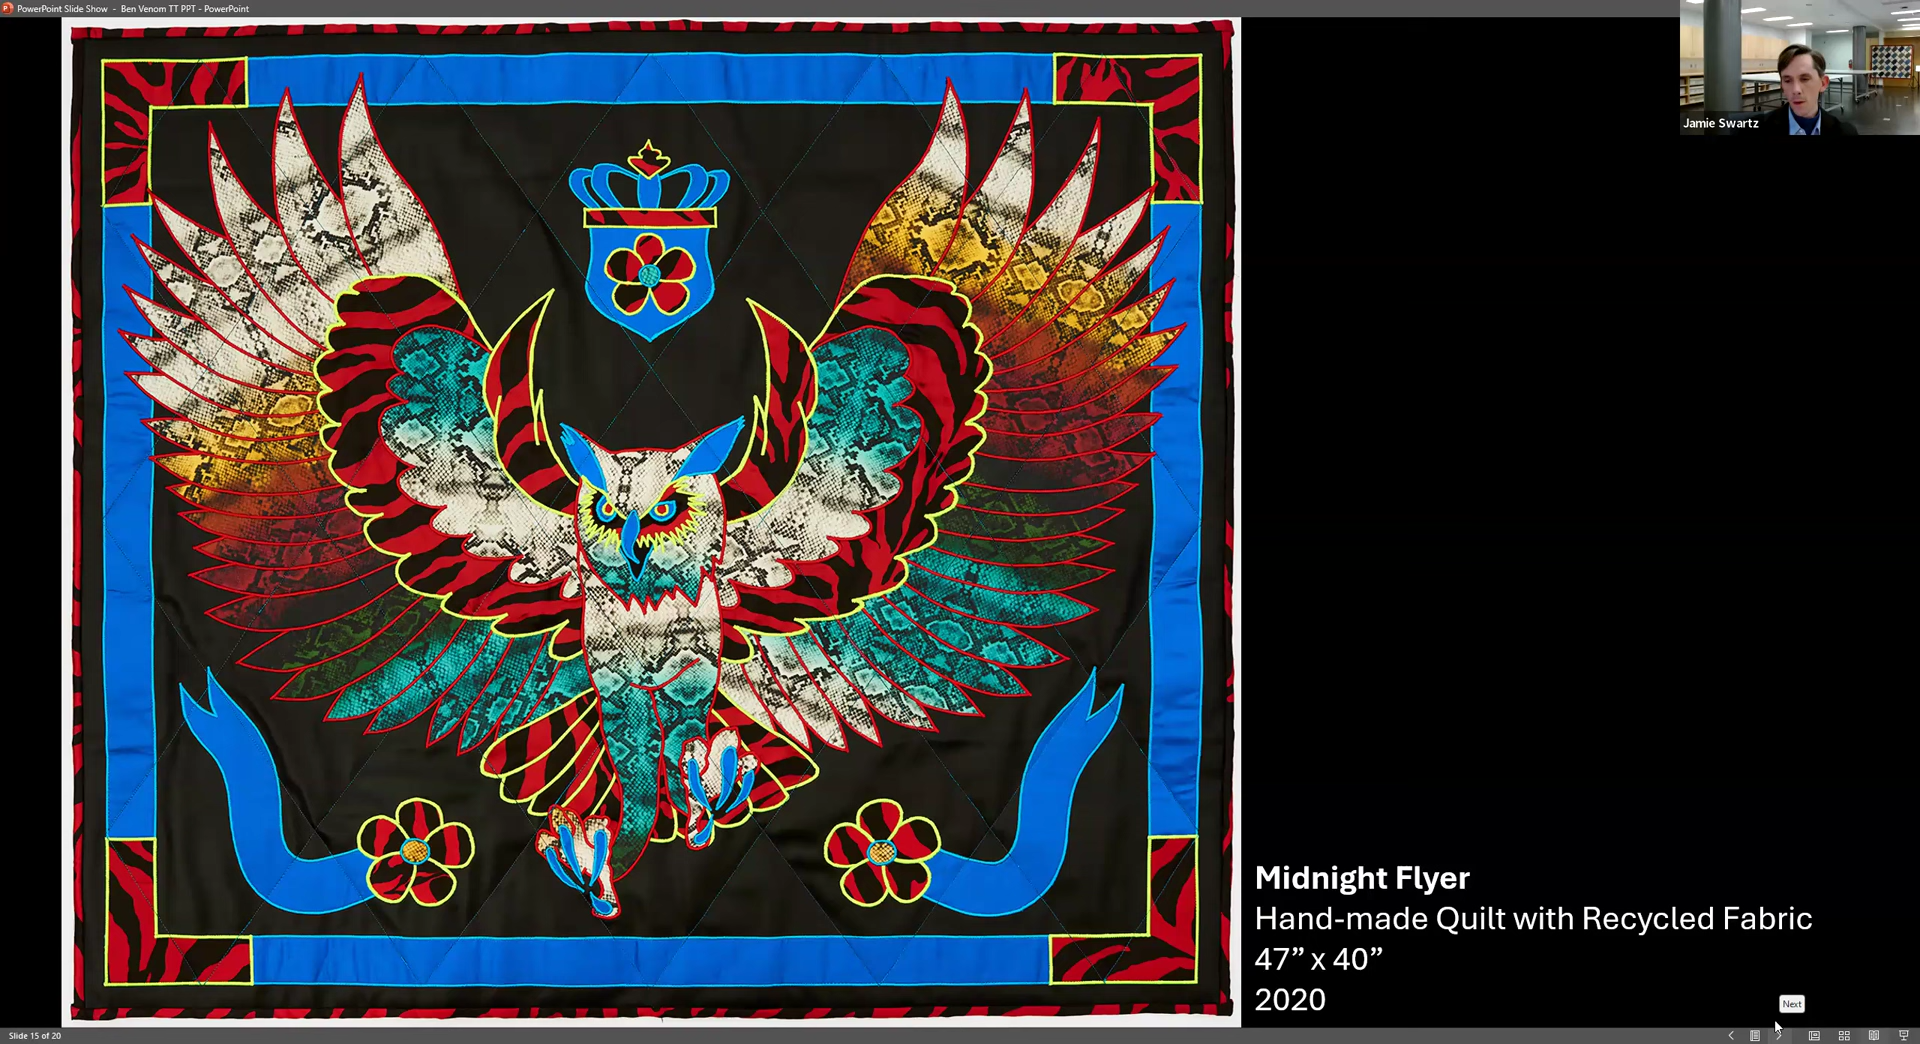 PowerPoint Slide Show - Ben Venom TT PPT - PowerPoint
Jamie Swartz
Midnight Flyer
Hand-made Quilt with Recycled Fabric
47” x 40”
2020
Next
Slide 15 of 20